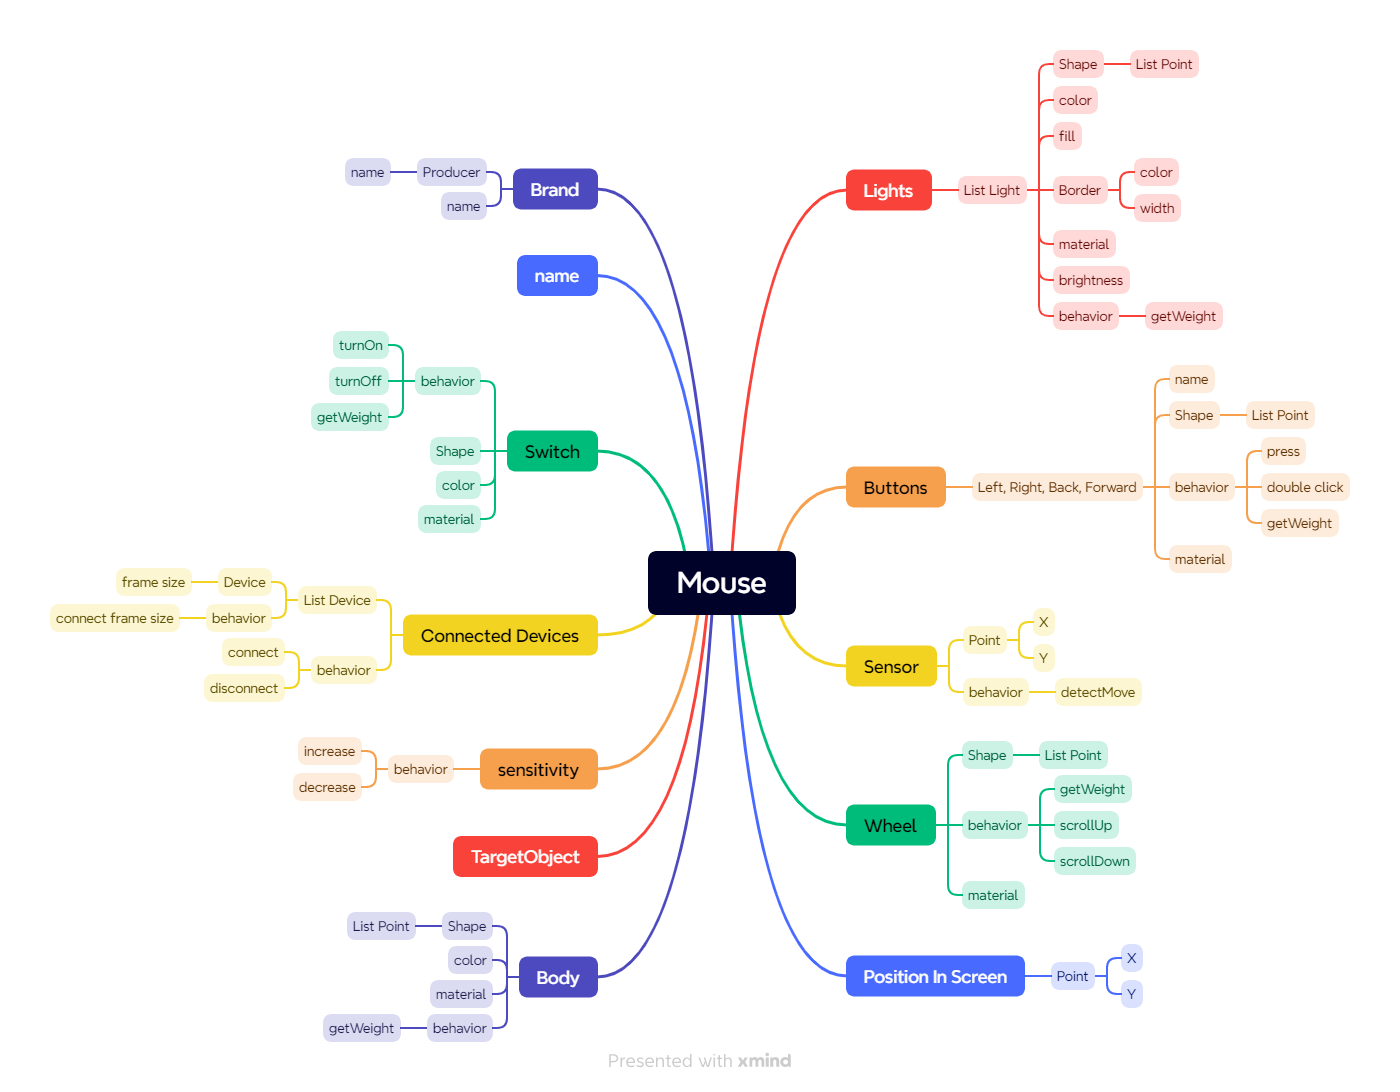 Mouse
Lights
List Light
Shape
List Point
color
fill
Border
color
width
material
brightness
behavior
getWeight
Buttons
Left, Right, Back, Forward
name
Shape
List Point
behavior
press
double click
getWeight
material
Sensor
Point
X
Y
behavior
detectMove
Wheel
Shape
List Point
behavior
getWeight
scrollUp
scrollDown
material
Position In Screen
Point
X
Y
Brand
Producer
name
name
name
Switch
behavior
turnOn
turnOff
getWeight
Shape
color
material
Connected Devices
List Device
Device
frame size
behavior
connect frame size
behavior
connect
disconnect
sensitivity
behavior
increase
decrease
TargetObject
Body
Shape
List Point
color
material
behavior
getWeight
Presented with xmind